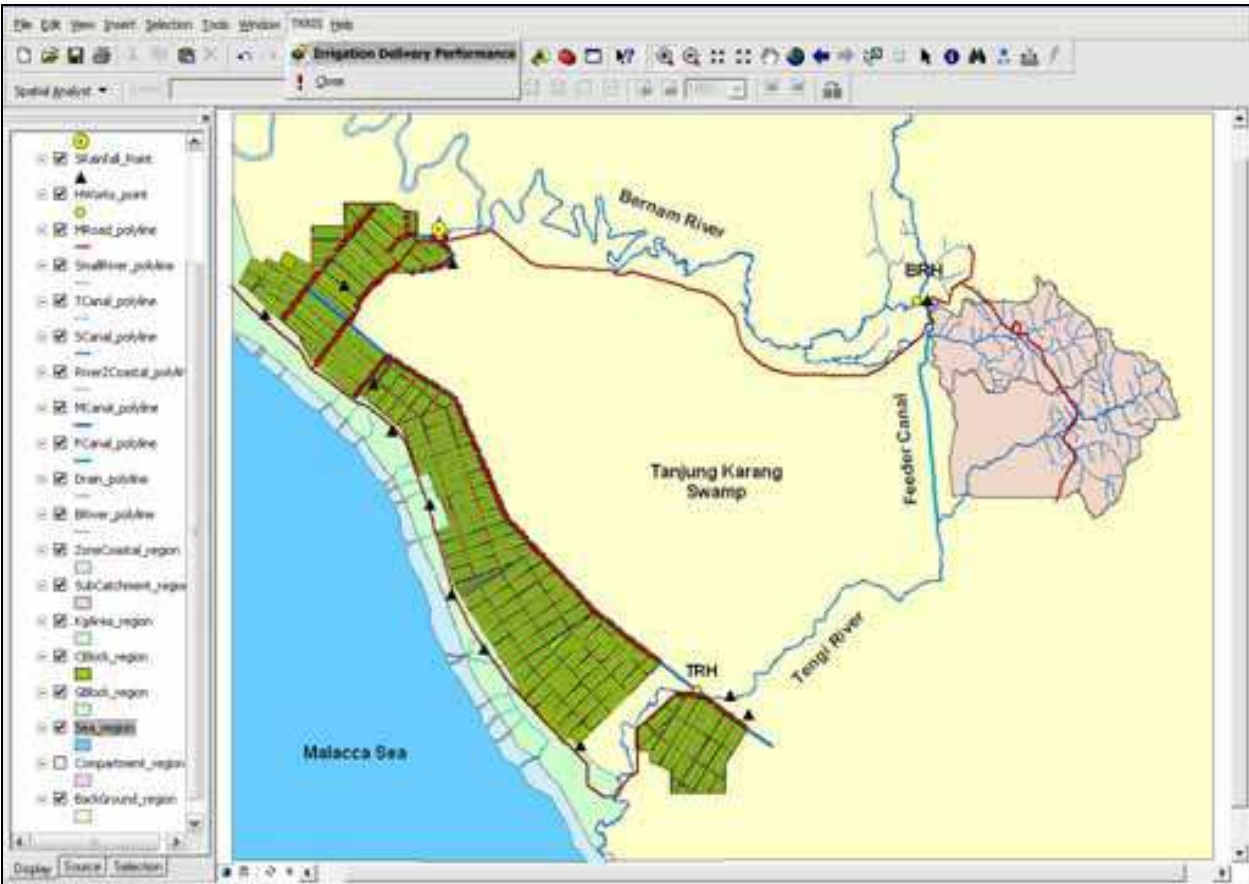 File Edit View Insert Selection Tools Window Help
Irrigation Delivery Performance
Close
Spatial Analyst
SRainfall_Point
HWorks_point
MRoad_polyline
SmallRiver_polyline
TCanal_polyline
SCanal_polyline
River2Coastal_polylin
MCanal_polyline
FCanal_polyline
Drain_polyline
BRiver_polyline
ZoneCoastal_region
SubCatchment_region
CBlock_region
GBlock_region
Sea_region
Compartment_region
BackGround_region
Display Source Selection
Bernam River
BRH
Feeder Canal
Tanjung Karang
Swamp
Tengi River
TRH
Malacca Sea